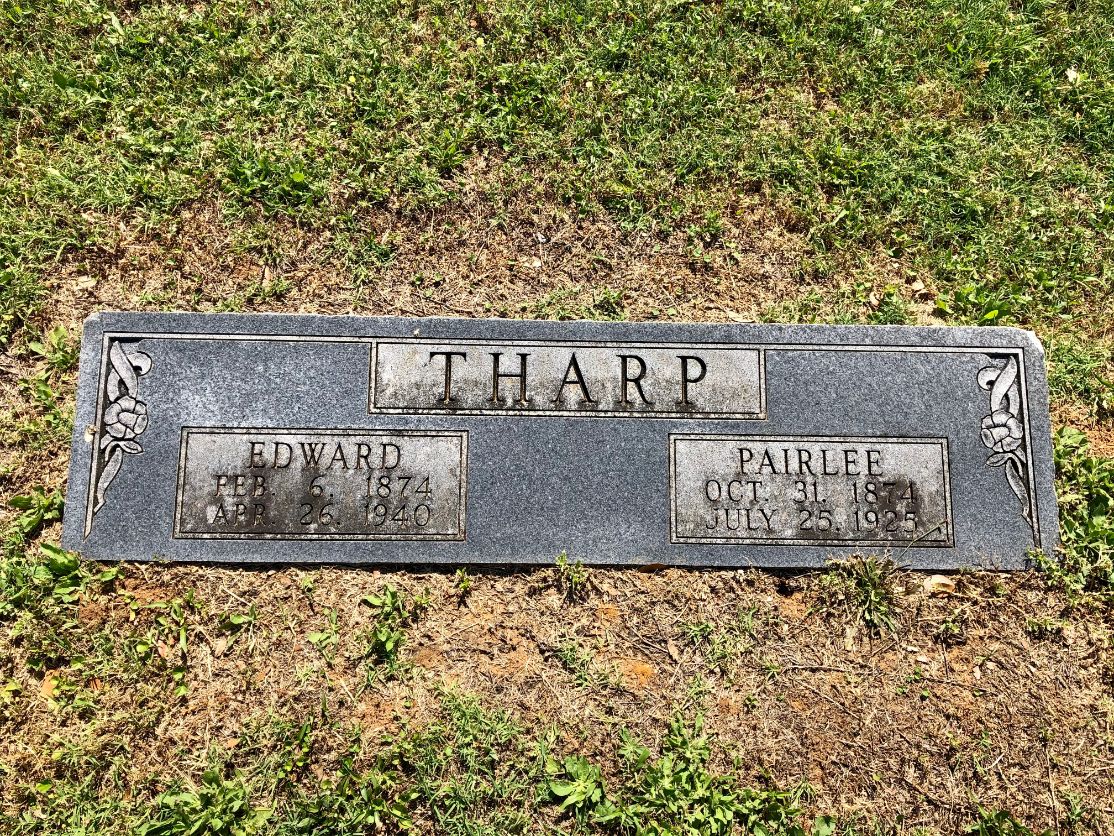 THARP
EDWARD
FEB. 6. 1874
APR. 26. 1940
PAIRLEE
OCT. 31. 1874
JULY 25. 1925